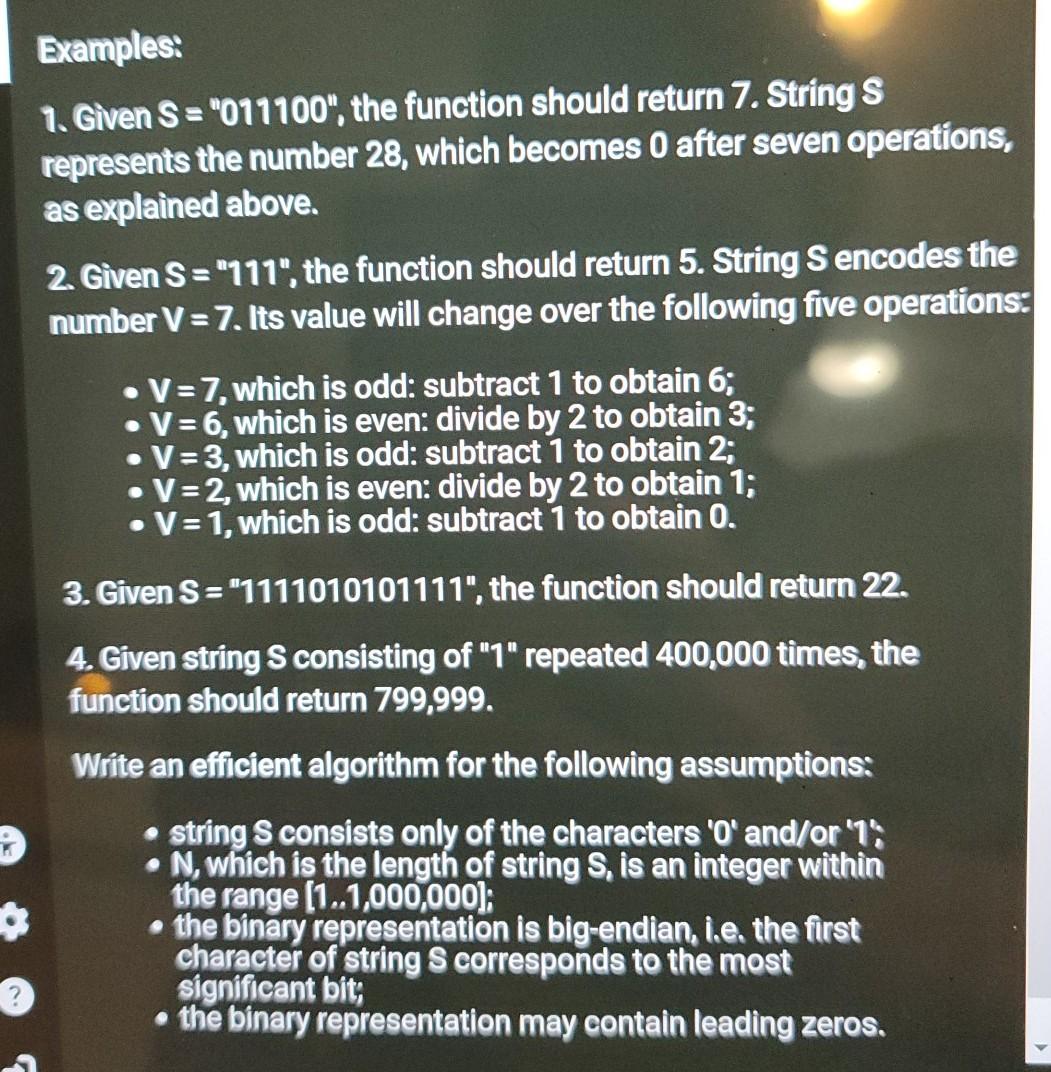 Examples:
1. Given S = "011100", the function should return 7. String S
represents the number 28, which becomes 0 after seven operations,
as explained above.
2. Given S = "111", the function should return 5. String S encodes the
number V = 7. Its value will change over the following five operations:
• V = 7, which is odd: subtract 1 to obtain 6;
• V = 6, which is even: divide by 2 to obtain 3;
• V = 3, which is odd: subtract 1 to obtain 2;
• V = 2, which is even: divide by 2 to obtain 1;
• V = 1, which is odd: subtract 1 to obtain 0.
3. Given S = "1111010101111", the function should return 22.
4. Given string S consisting of "1" repeated 400,000 times, the
function should return 799,999.
Write an efficient algorithm for the following assumptions:
• string S consists only of the characters '0' and/or '1';
• N, which is the length of string S, is an integer within
the range [1..1,000,000];
• the binary representation is big-endian, i.e. the first
character of string S corresponds to the most
significant bit;
• the binary representation may contain leading zeros.
?